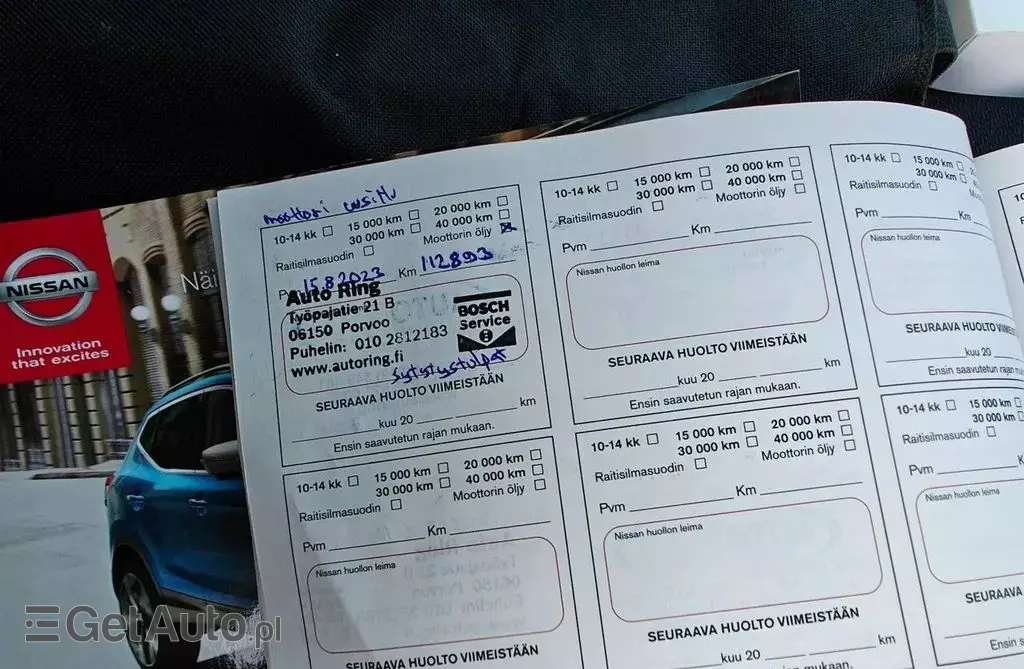 NISSAN
Innovation
that excites
Näi
moottori uusittu
10-14 kk 15 000 km 20 000 km
30 000 km 40 000 km
Raitisilmasuodin Moottorin öljy
15.8.2023 Km 112893
Auto Ring
Työpajatie 21 B
06150 Porvoo
Puhelin: 010 2812183
www.autoring.fi
BOSCH
Service
sytytystulpat
SEURAAVA HUOLTO VIIMEISTÄÄN
kuu 20 km
Ensin saavutetun rajan mukaan.
10-14 kk 15 000 km 20 000 km
30 000 km 40 000 km
Raitisilmasuodin Moottorin öljy
Pvm Km
Nissan huollon leima
SEURAAVA HUOLTO VIIMEISTÄÄN
kuu 20 km
Ensin saavutetun rajan mukaan.
10-14 kk 15 000 km
30 000 km
Raitisilmasuodin
Pvm Km
Nissan huollon leima
SEURAAVA HUOLTO VIIMEISTÄÄN
kuu 20
Ensin saavutetun rajan mukaan.
10-14 kk 15 000 km 20 000 km
30 000 km 40 000 km
Raitisilmasuodin Moottorin öljy
Pvm Km
Nissan huollon leima
SEURAAVA HUOLTO VIIMEISTÄÄN
10-14 kk 15 000 km 20 000 km
30 000 km 40 000 km
Raitisilmasuodin Moottorin öljy
Pvm Km
Nissan huollon leima
SEURAAVA HUOLTO VIIMEISTÄÄN
kuu 20 km
10-14 kk 15 000 km
30 000 km
Raitisilmasuodin
Pvm Km
Nissan huollon leima
SEURAAVA
Ensin s
GetAuto.pl